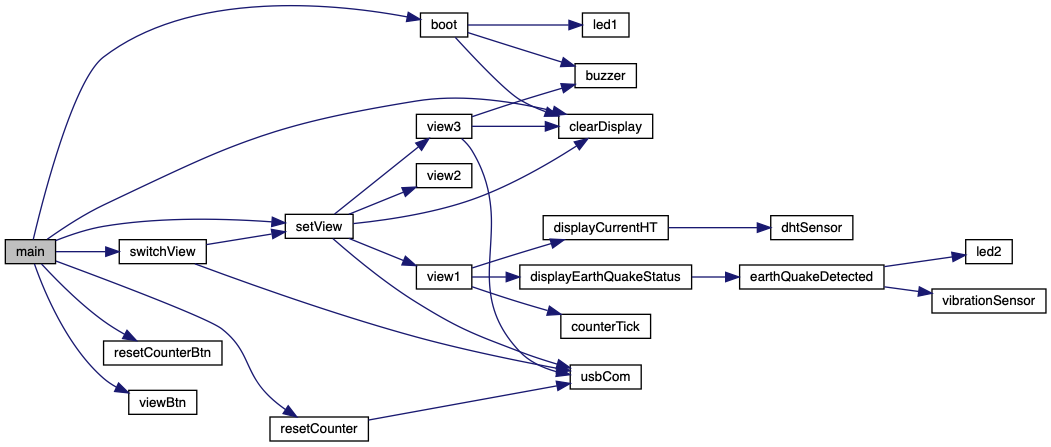 boot
led1
buzzer
view3
clearDisplay
view2
setView
displayCurrentHT
dhtSensor
main
switchView
led2
view1
displayEarthQuakeStatus
earthQuakeDetected
vibrationSensor
counterTick
resetCounterBtn
usbCom
viewBtn
resetCounter